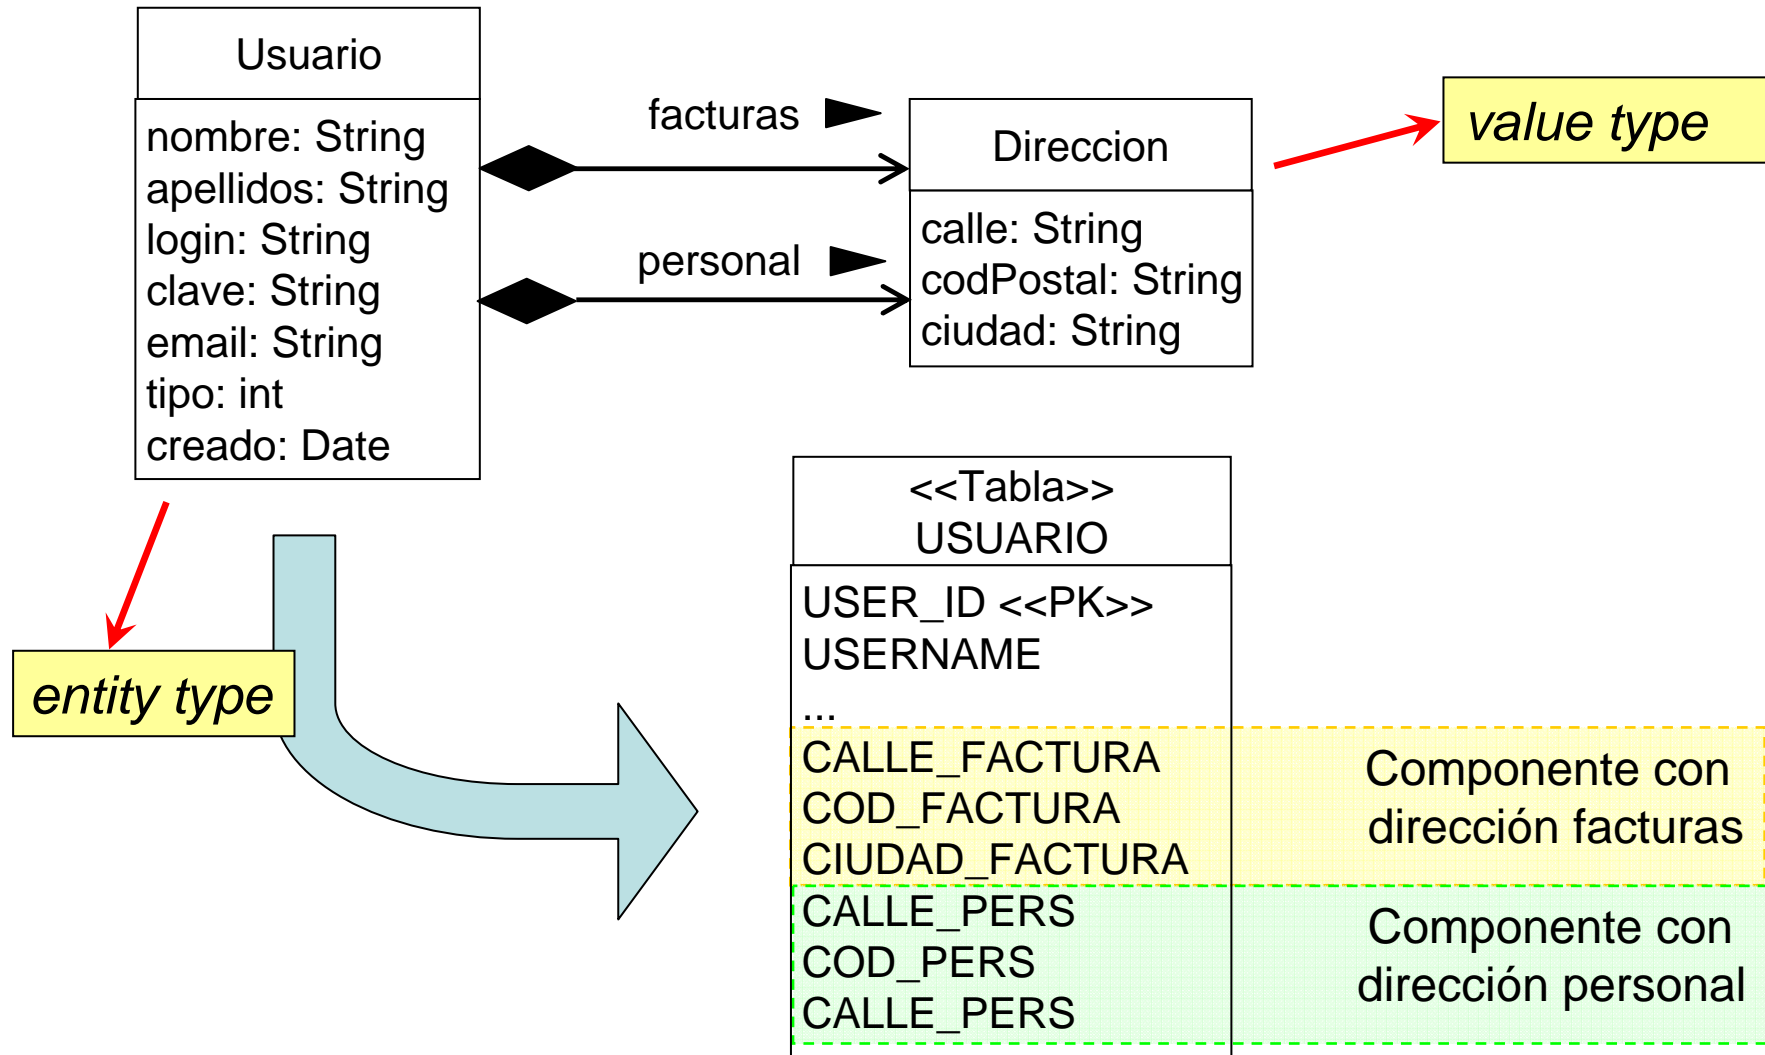 Usuario
nombre: String
apellidos: String
login: String
clave: String
email: String
tipo: int
creado: Date
facturas
personal
Direccion
calle: String
codPostal: String
ciudad: String
value type
entity type
<<Tabla>>
USUARIO
USER_ID <<PK>>
USERNAME
...
CALLE_FACTURA
COD_FACTURA
CIUDAD_FACTURA
CALLE_PERS
COD_PERS
CALLE_PERS
Componente con
dirección facturas
Componente con
dirección personal